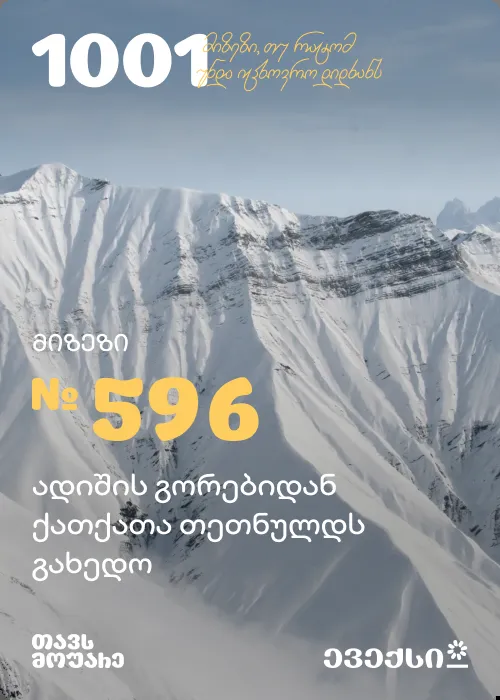 1001
მიზეზი, თუ რატომ
უნდა იცხოვრო დიდხანს
მიზეზი
№ 596
ადიშის გორებიდან
ქათქათა თეთნულდს
გახედო
თავს
მოუარე
ევექსი